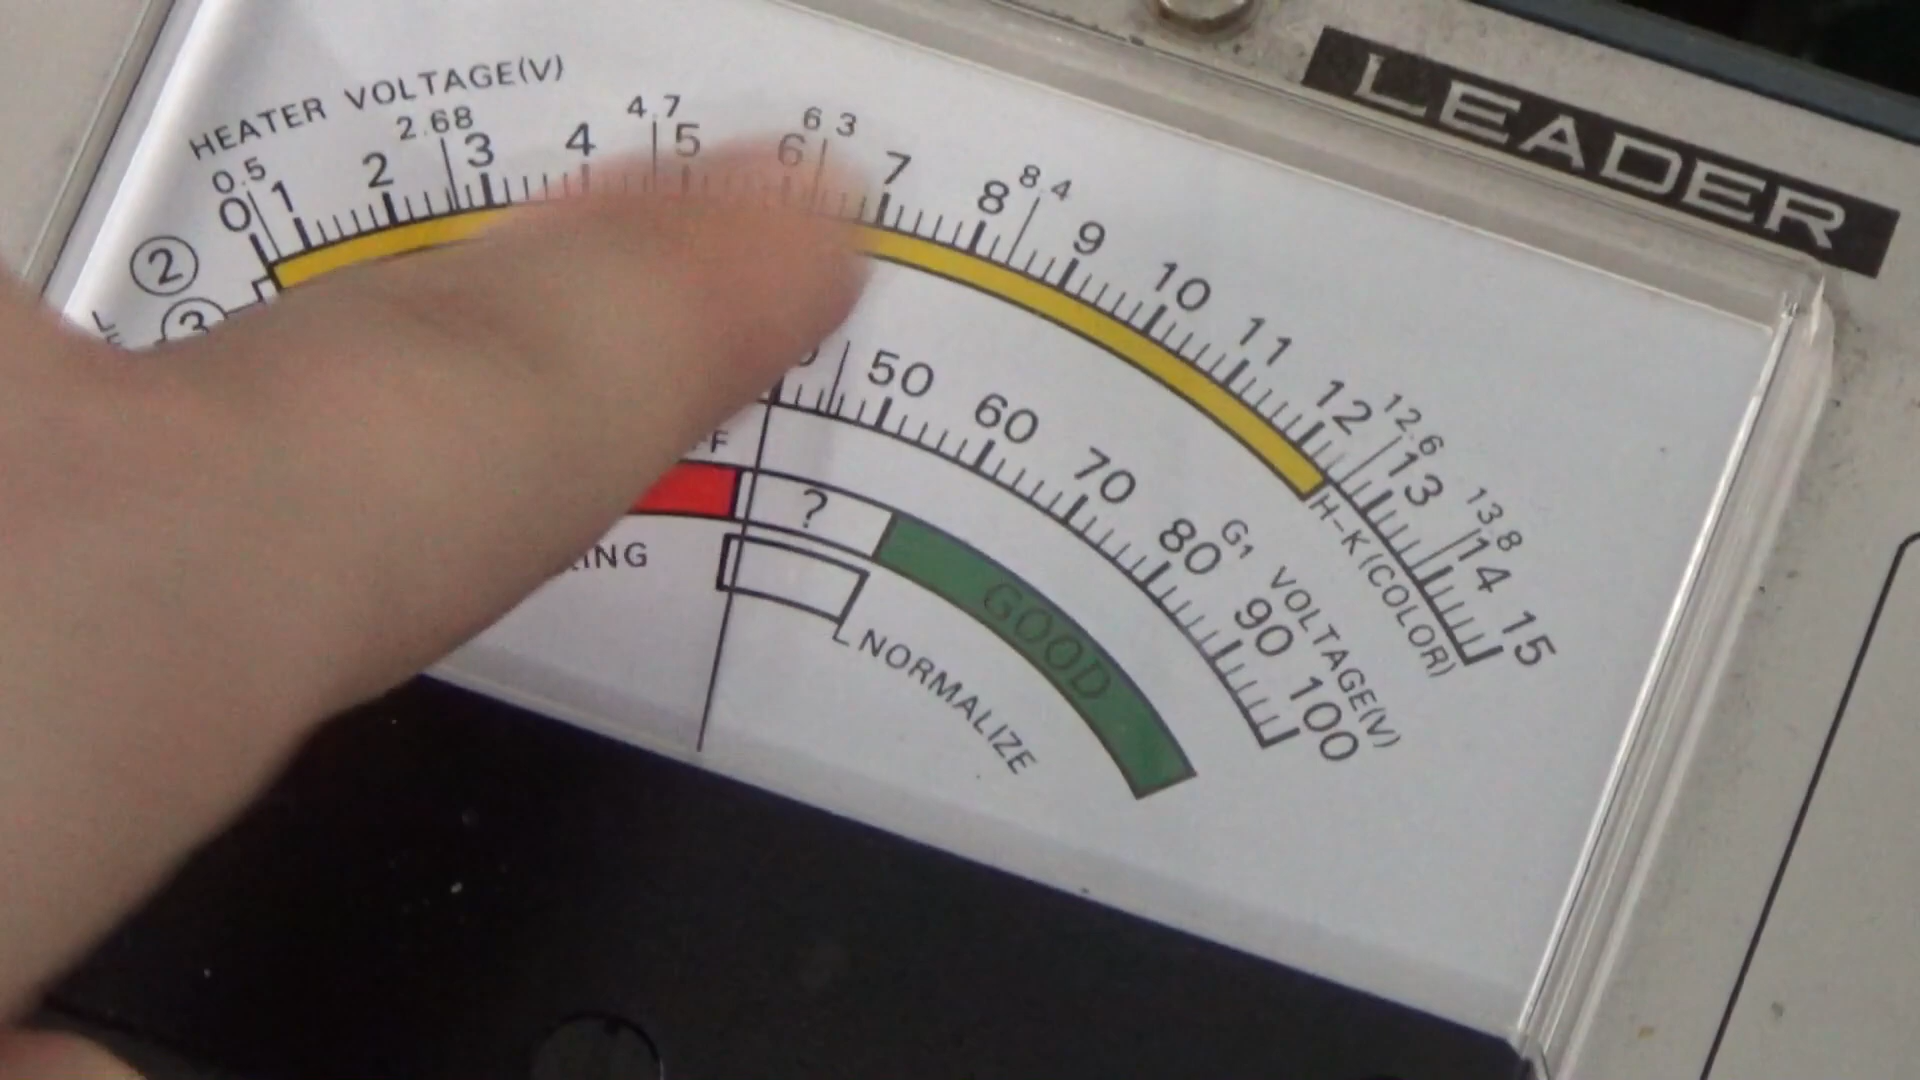 LEADER
HEATER VOLTAGE(V)
0.5 2.68 4.7 6.3 8.4 12.6 13.8
0 1 2 3 4 5 6 7 8 9 10 11 12 13 14 15
②
③
50 60 70 80 90 100
G1 VOLTAGE(V)
H-K(COLOR)
?
GOOD
NORMALIZE